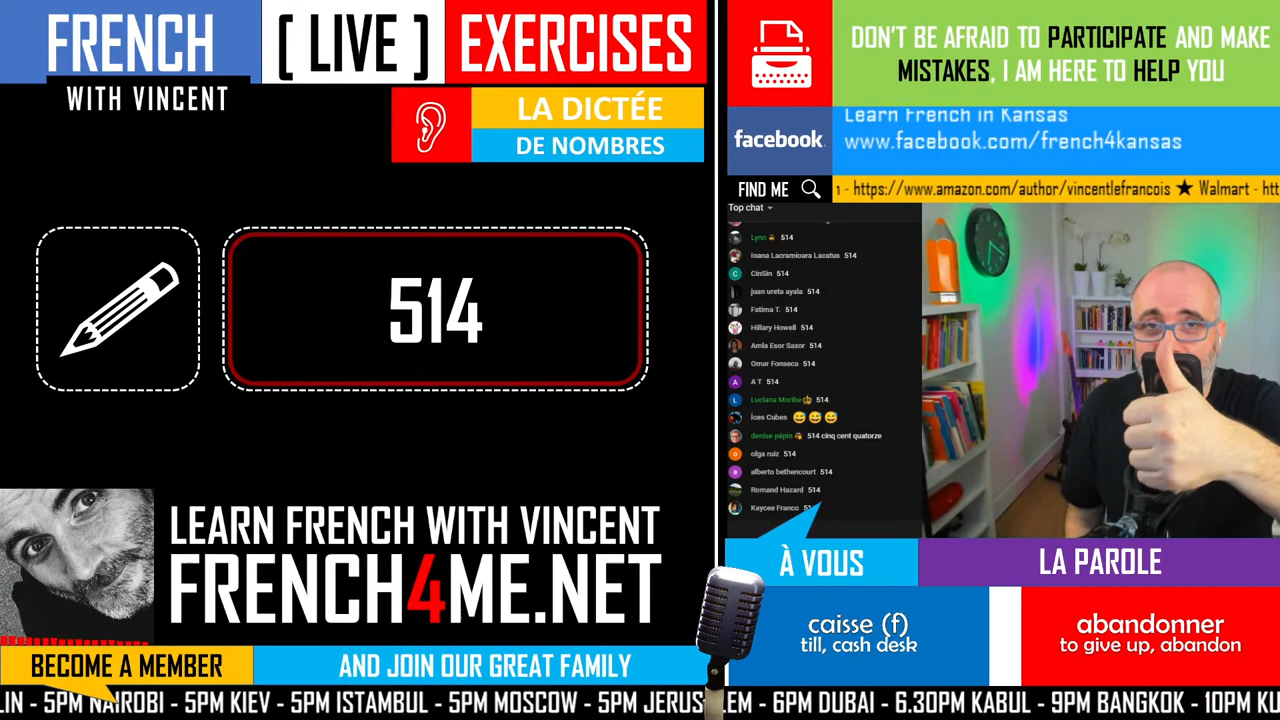 FRENCH
WITH VINCENT
[ LIVE ]
EXERCISES
LA DICTÉE
DE NOMBRES
514
LEARN FRENCH WITH VINCENT
FRENCH4ME.NET
BECOME A MEMBER
AND JOIN OUR GREAT FAMILY
DON'T BE AFRAID TO PARTICIPATE AND MAKE
MISTAKES, I AM HERE TO HELP YOU
facebook.
Learn French in Kansas
www.facebook.com/french4kansas
FIND ME
- https://www.amazon.com/author/vincentlefrancois ★ Walmart - htt
Top chat
Lynn 514
Ioana Lacramioara Lacatus 514
CinSin 514
juan ureta ayala 514
Fatima T. 514
Hillary Howell 514
Amla Esor Saxor 514
Omar Fonseca 514
A T 514
Luciana Moribe 514
Ices Cubes 😅😅😅
denise pépin 514 cinq cent quatorze
olga ruiz 514
alberto bethencourt 514
Romand Hazard 514
Kaycee Franco
À VOUS
LA PAROLE
caisse (f)
till, cash desk
abandonner
to give up, abandon
LIN - 5PM NAIROBI - 5PM KIEV - 5PM ISTAMBUL - 5PM MOSCOW - 5PM JERUS LEM - 6PM DUBAI - 6.30PM KABUL - 9PM BANGKOK - 10PM KU